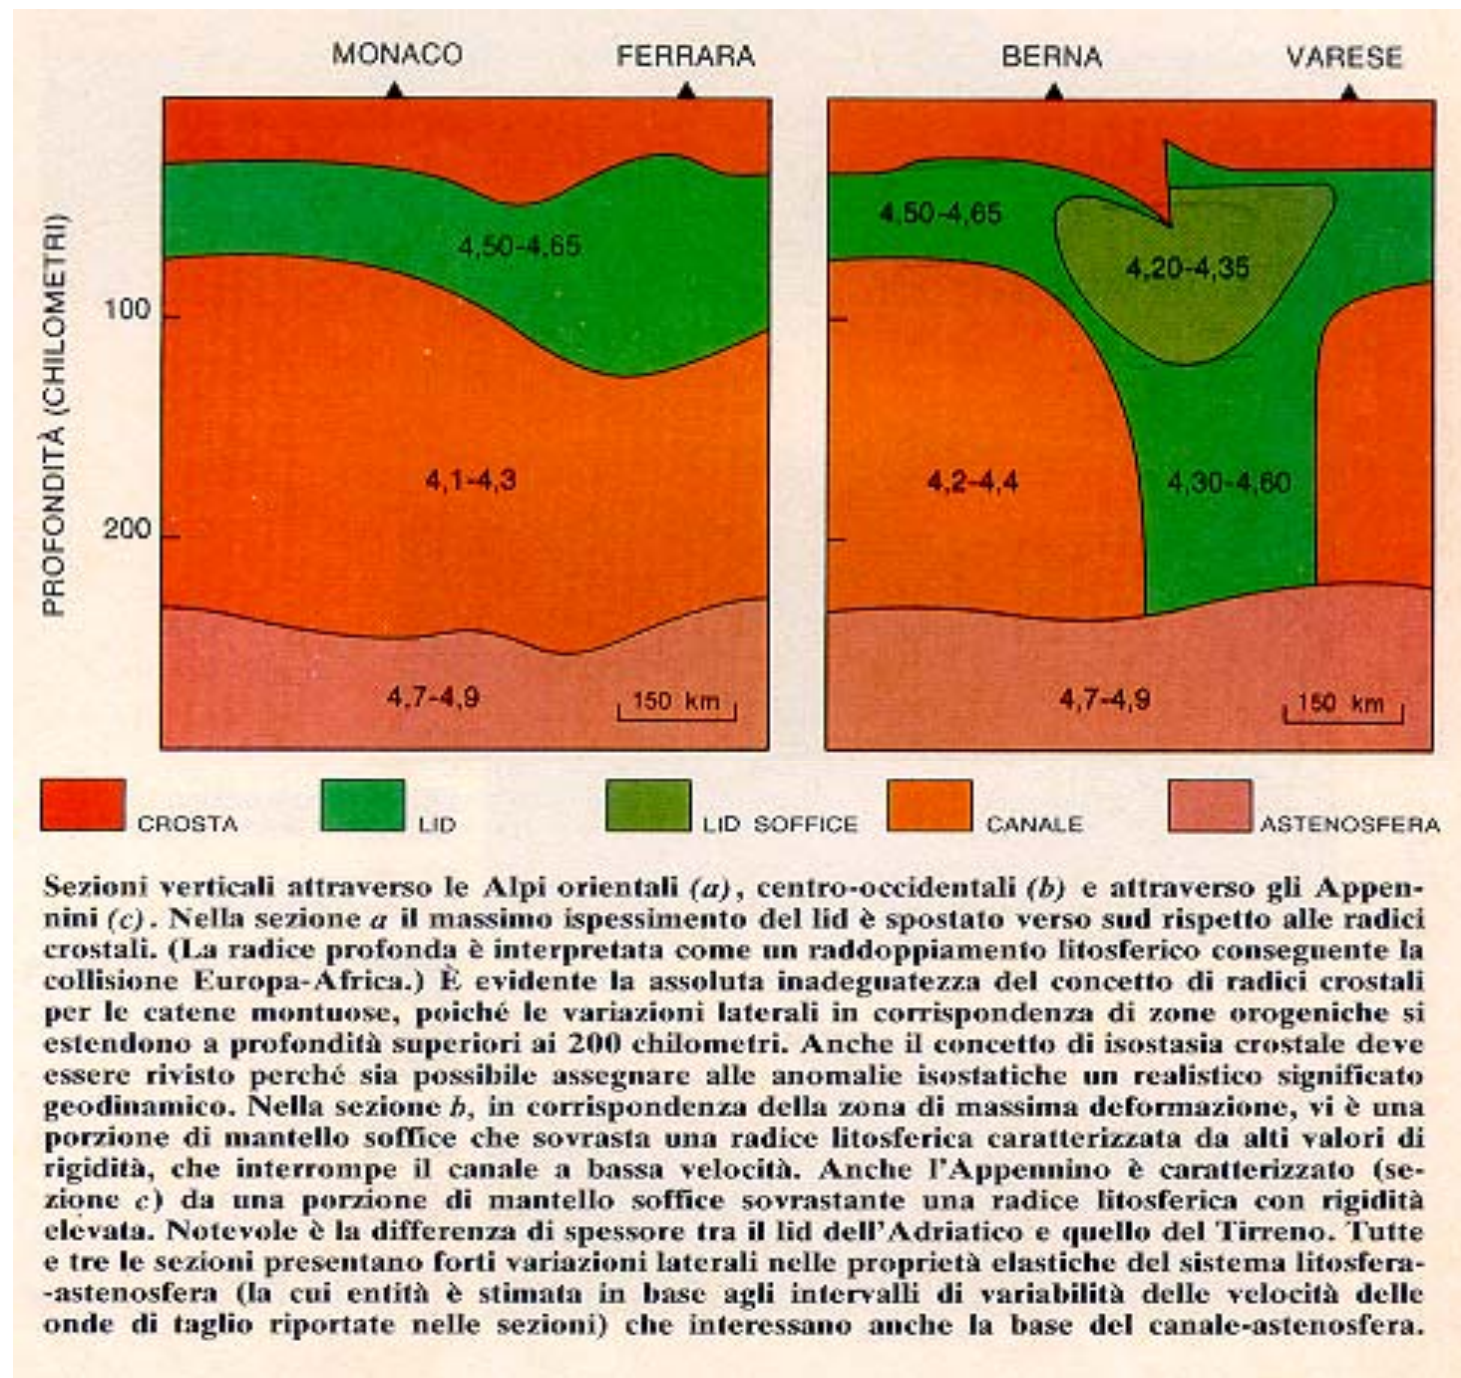 MONACO FERRARA BERNA VARESE
PROFONDITÀ (CHILOMETRI)
100
200
4,50-4,65
4,1-4,3
4,7-4,9
150 km
4,50-4,65
4,20-4,35
4,2-4,4
4,30-4,60
4,7-4,9
150 km
CROSTA LID LID SOFFICE CANALE ASTENOSFERA
Sezioni verticali attraverso le Alpi orientali (a), centro-occidentali (b) e attraverso gli Appen-
nini (c). Nella sezione a il massimo ispessimento del lid è spostato verso sud rispetto alle radici
crostali. (La radice profonda è interpretata come un raddoppiamento litosferico conseguente la
collisione Europa-Africa.) È evidente la assoluta inadeguatezza del concetto di radici crostali
per le catene montuose, poiché le variazioni laterali in corrispondenza di zone orogeniche si
estendono a profondità superiori ai 200 chilometri. Anche il concetto di isostasia crostale deve
essere rivisto perché sia possibile assegnare alle anomalie isostatiche un realistico significato
geodinamico. Nella sezione b, in corrispondenza della zona di massima deformazione, vi è una
porzione di mantello soffice che sovrasta una radice litosferica caratterizzata da alti valori di
rigidità, che interrompe il canale a bassa velocità. Anche l'Appennino è caratterizzato (se-
zione c) da una porzione di mantello soffice sovrastante una radice litosferica con rigidità
elevata. Notevole è la differenza di spessore tra il lid dell'Adriatico e quello del Tirreno. Tutte
e tre le sezioni presentano forti variazioni laterali nelle proprietà elastiche del sistema litosfera-
-astenosfera (la cui entità è stimata in base agli intervalli di variabilità delle velocità delle
onde di taglio riportate nelle sezioni) che interessano anche la base del canale-astenosfera.